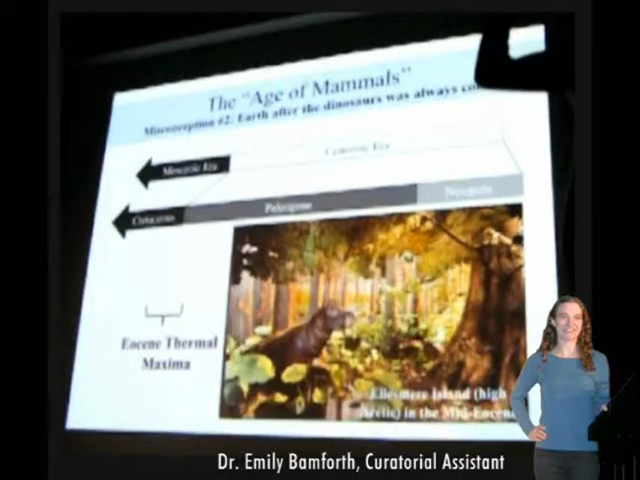 The "Age of Mammals"
Misconception #2: Earth after the dinosaurs was always
Cenozoic Era
Mesozoic Era
Cretaceous
Paleogene
Neogene
Eocene Thermal
Maxima
Ellesmere Island (high
Arctic) in the Mid-Eocene
Dr. Emily Bamforth, Curatorial Assistant